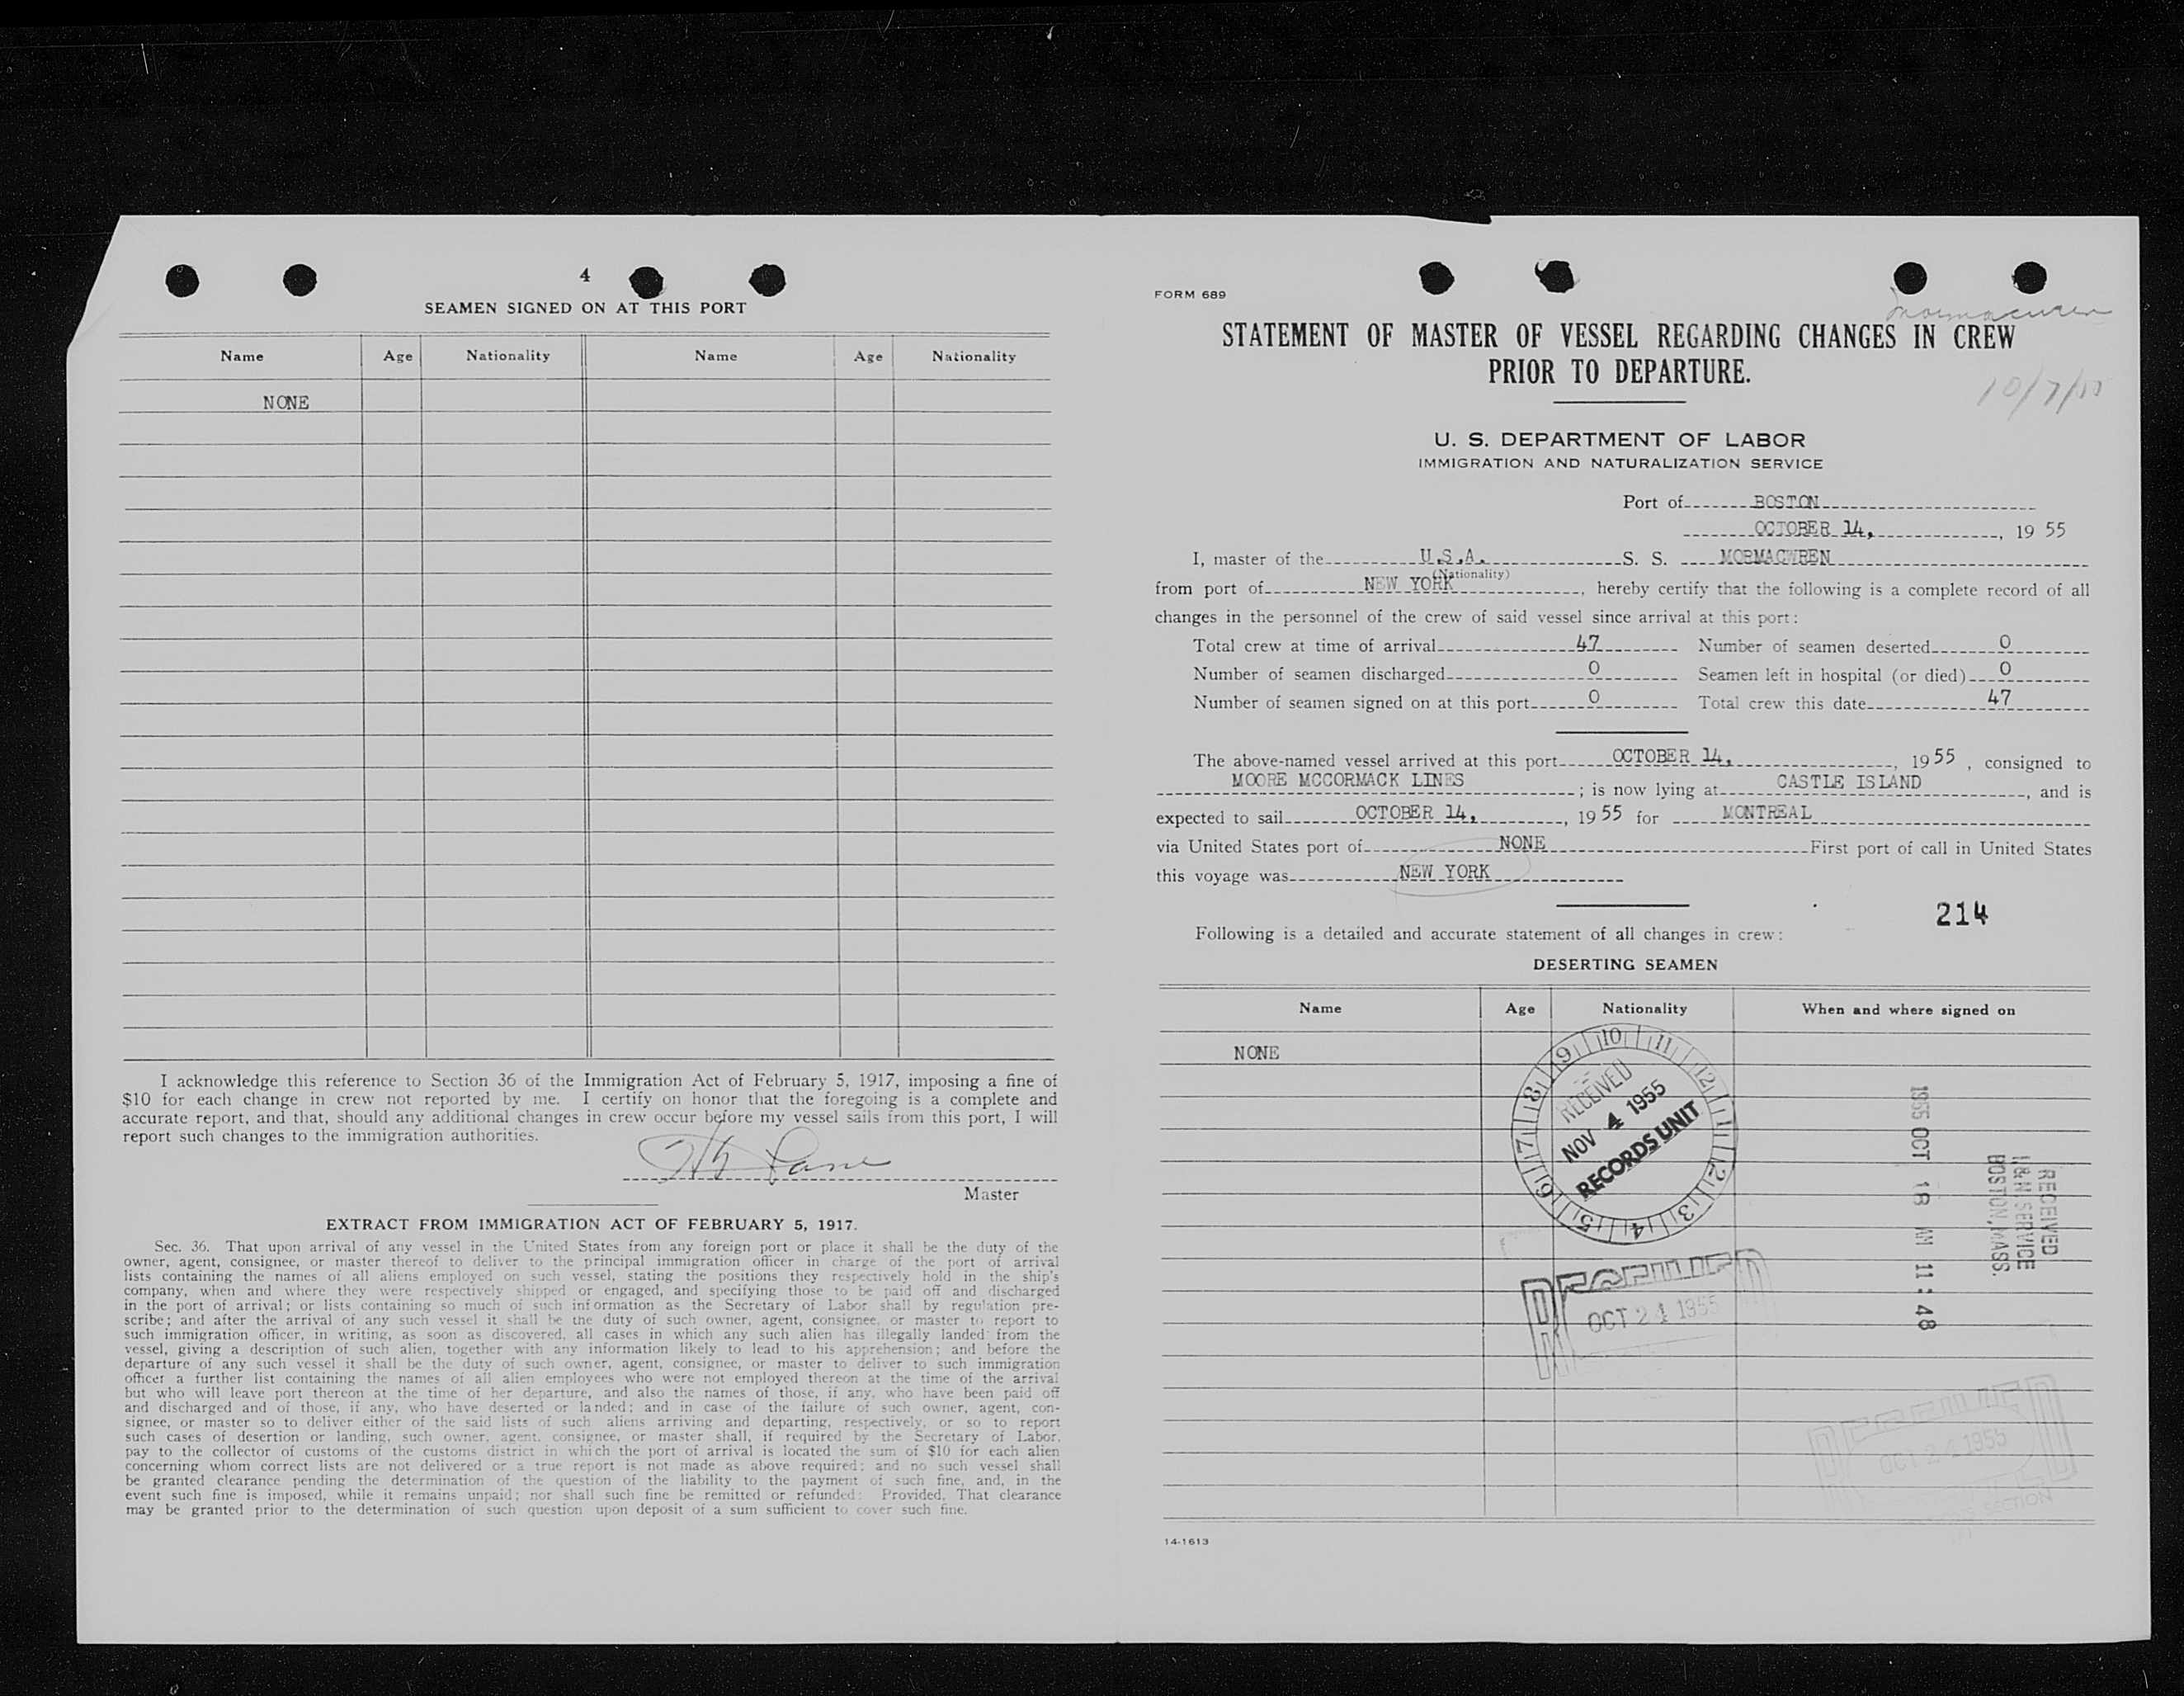 4
SEAMEN SIGNED ON AT THIS PORT
Name Age Nationality Name Age Nationality
NONE
I acknowledge this reference to Section 36 of the Immigration Act of February 5, 1917, imposing a fine of
$10 for each change in crew not reported by me. I certify on honor that the foregoing is a complete and
accurate report, and that, should any additional changes in crew occur before my vessel sails from this port, I will
report such changes to the immigration authorities.
Master
EXTRACT FROM IMMIGRATION ACT OF FEBRUARY 5, 1917.
Sec. 36. That upon arrival of any vessel in the United States from any foreign port or place it shall be the duty of the
owner, agent, consignee, or master thereof to deliver to the principal immigration officer in charge of the port of arrival
lists containing the names of all aliens employed on such vessel, stating the positions they respectively hold in the ship's
company, when and where they were respectively shipped or engaged, and specifying those to be paid off and discharged
in the port of arrival; or lists containing so much of such information as the Secretary of Labor shall by regulation pre-
scribe; and after the arrival of any such vessel it shall be the duty of such owner, agent, consignee, or master to report to
such immigration officer, in writing, as soon as discovered, all cases in which any such alien has illegally landed from the
vessel, giving a description of such alien, together with any information likely to lead to his apprehension; and before the
departure of any such vessel it shall be the duty of such owner, agent, consignee, or master to deliver to such immigration
officer a further list containing the names of all alien employees who were not employed thereon at the time of the arrival
but who will leave port thereon at the time of her departure, and also the names of those, if any, who have been paid off
and discharged and of those, if any, who have deserted or landed; and in case of the failure of such owner, agent, con-
signee, or master so to deliver either of the said lists of such aliens arriving and departing, respectively, or so to report
such cases of desertion or landing, such owner, agent, consignee, or master shall, if required by the Secretary of Labor,
pay to the collector of customs of the customs district in which the port of arrival is located the sum of $10 for each alien
concerning whom correct lists are not delivered or a true report is not made as above required; and no such vessel shall
be granted clearance pending the determination of the question of the liability to the payment of such fine, and, in the
event such fine is imposed, while it remains unpaid; nor shall such fine be remitted or refunded: Provided, That clearance
may be granted prior to the determination of such question upon deposit of a sum sufficient to cover such fine.
FORM 689
Mormacwren
STATEMENT OF MASTER OF VESSEL REGARDING CHANGES IN CREW
PRIOR TO DEPARTURE.
10/7/55
U. S. DEPARTMENT OF LABOR
IMMIGRATION AND NATURALIZATION SERVICE
Port of BOSTON
OCTOBER 14, , 19 55
I, master of the U.S.A. S. S. MORMACWREN
(Nationality)
from port of NEW YORK , hereby certify that the following is a complete record of all
changes in the personnel of the crew of said vessel since arrival at this port:
Total crew at time of arrival 47 Number of seamen deserted 0
Number of seamen discharged 0 Seamen left in hospital (or died) 0
Number of seamen signed on at this port 0 Total crew this date 47
The above-named vessel arrived at this port OCTOBER 14, , 19 55 , consigned to
MOORE MCCORMACK LINES ; is now lying at CASTLE ISLAND , and is
expected to sail OCTOBER 14, , 19 55 for MONTREAL
via United States port of NONE First port of call in United States
this voyage was NEW YORK
214
Following is a detailed and accurate statement of all changes in crew:
DESERTING SEAMEN
Name Age Nationality When and where signed on
NONE
9 10 11 12 1 2 3 4 5 6 7 8
RECEIVED
NOV 4 1955
RECORDS UNIT
1955 OCT 18 AM 11:48
RECEIVED
I&N SERVICE
BOSTON, MASS.
OCT 24 1955
OCT 24 1955
SECTION
14-1613